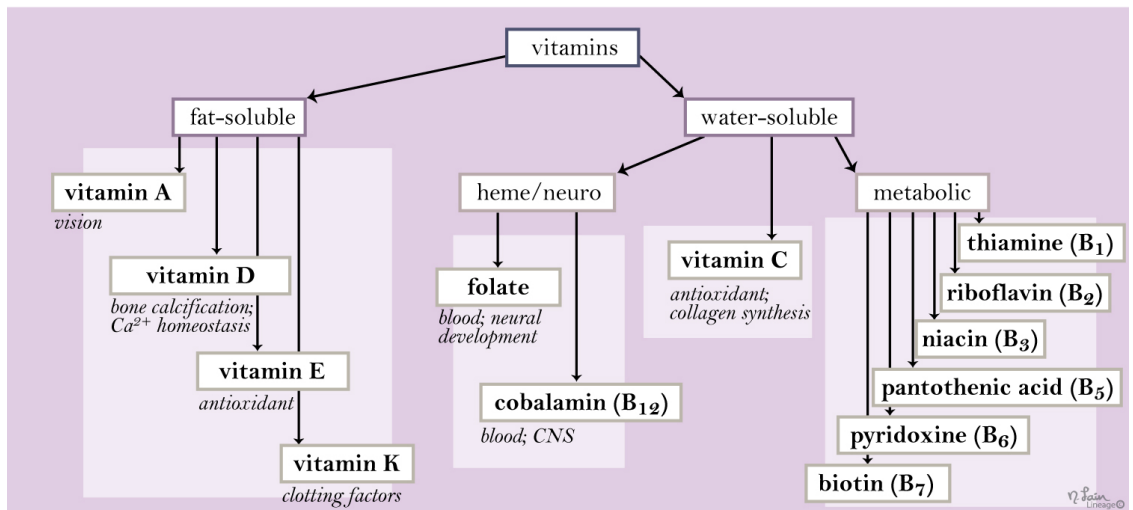 vitamins
fat-soluble
water-soluble
vitamin A
vision
vitamin D
bone calcification;
Ca²⁺ homeostasis
vitamin E
antioxidant
vitamin K
clotting factors
heme/neuro
folate
blood; neural
development
cobalamin (B₁₂)
blood; CNS
vitamin C
antioxidant;
collagen synthesis
metabolic
thiamine (B₁)
riboflavin (B₂)
niacin (B₃)
pantothenic acid (B₅)
pyridoxine (B₆)
biotin (B₇)
Lineage